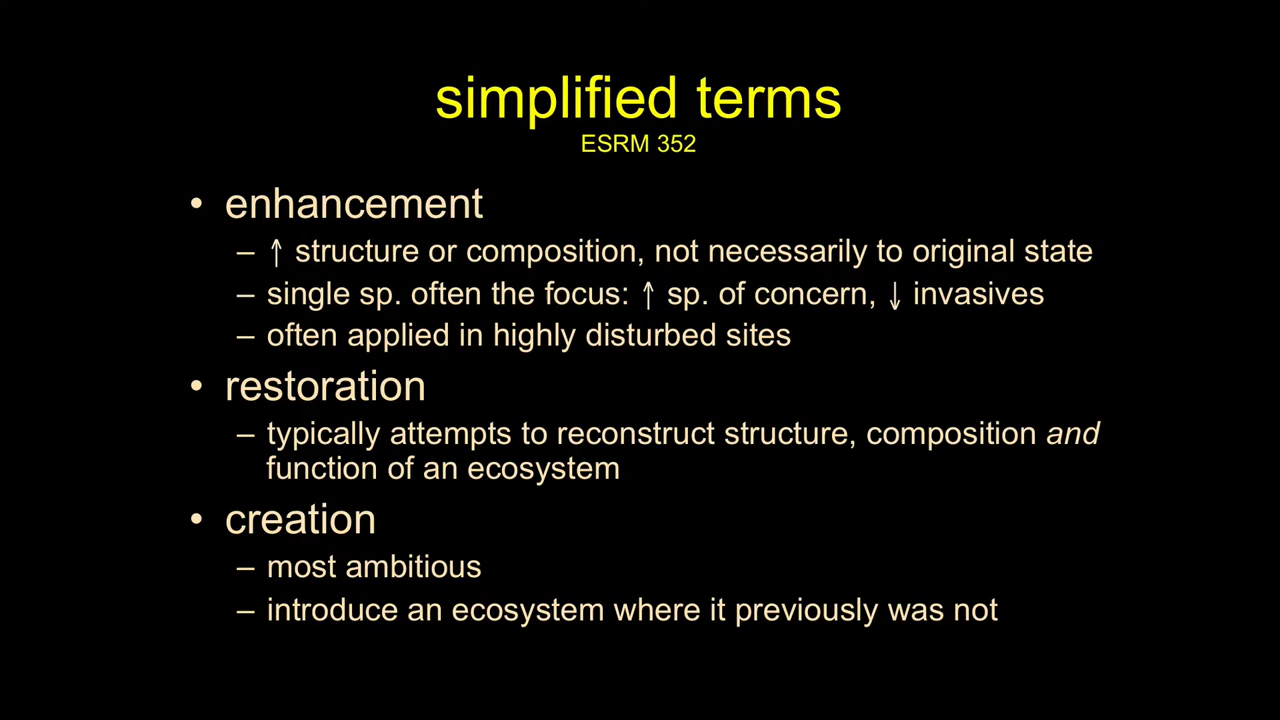 simplified terms
ESRM 352
• enhancement
– ↑ structure or composition, not necessarily to original state
– single sp. often the focus: ↑ sp. of concern, ↓ invasives
– often applied in highly disturbed sites
• restoration
– typically attempts to reconstruct structure, composition and
function of an ecosystem
• creation
– most ambitious
– introduce an ecosystem where it previously was not